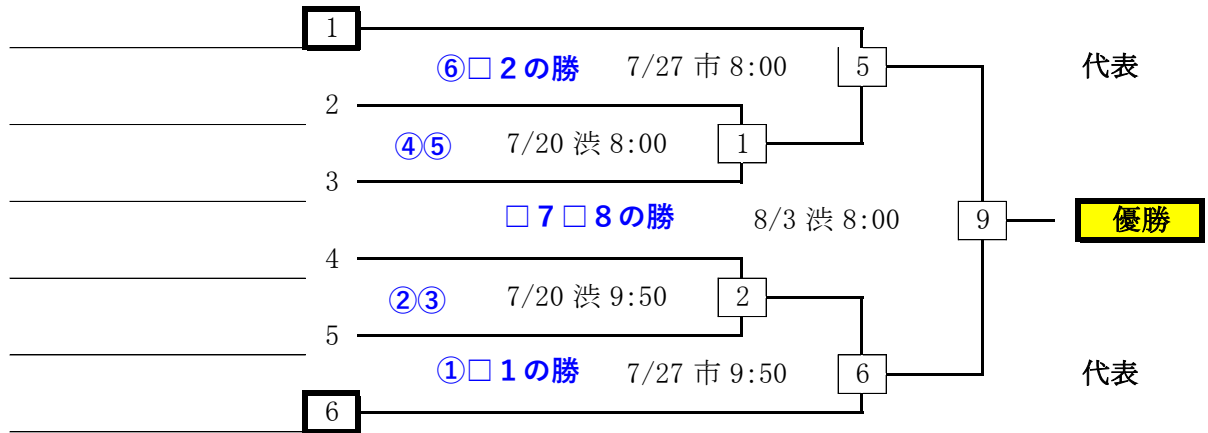 1
⑥□2の勝 7/27 市 8:00 5 代表
2
④⑤ 7/20 渋 8:00 1
3
□7□8の勝 8/3 渋 8:00 9 優勝
4
②③ 7/20 渋 9:50 2
5
①□1の勝 7/27 市 9:50 6 代表
6